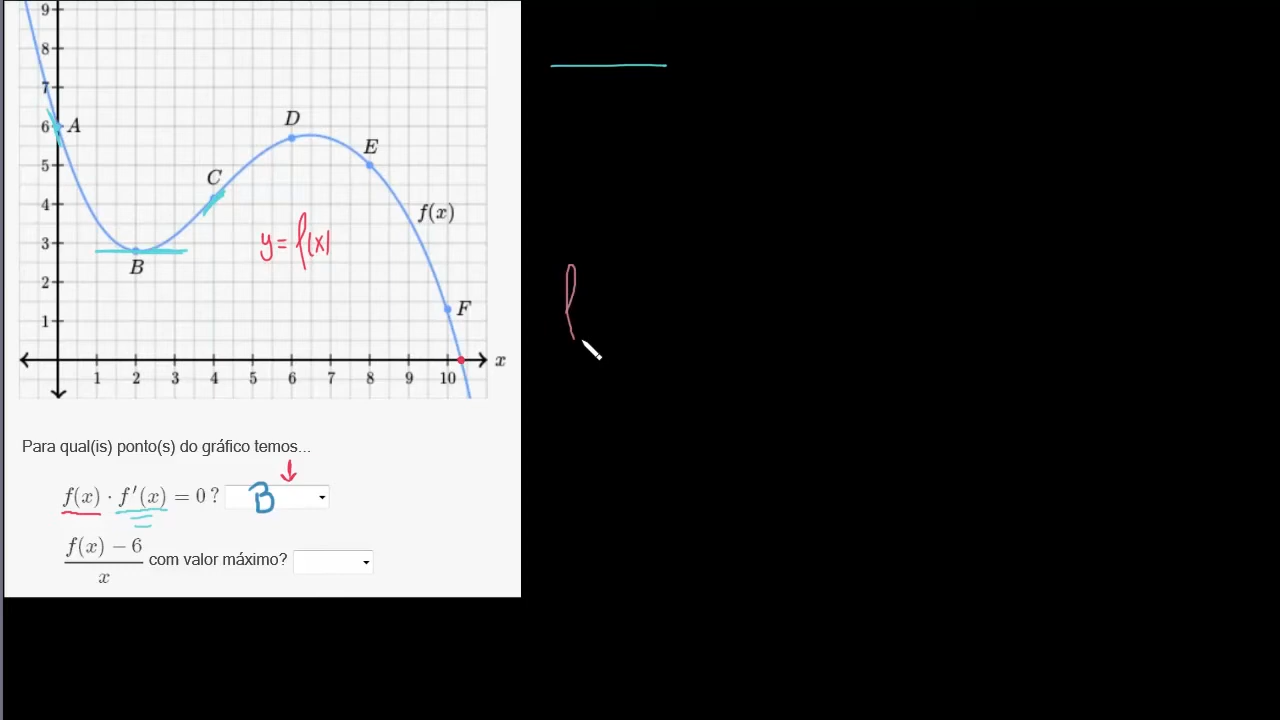 9
8
7
6 A
D
5 E
C
4 f(x)
y = f(x)
3
B
2
1 F
x
1 2 3 4 5 6 7 8 9 10
Para qual(is) ponto(s) do gráfico temos...
f(x) · f′(x) = 0 ? B
f(x) − 6
x
com valor máximo?
f